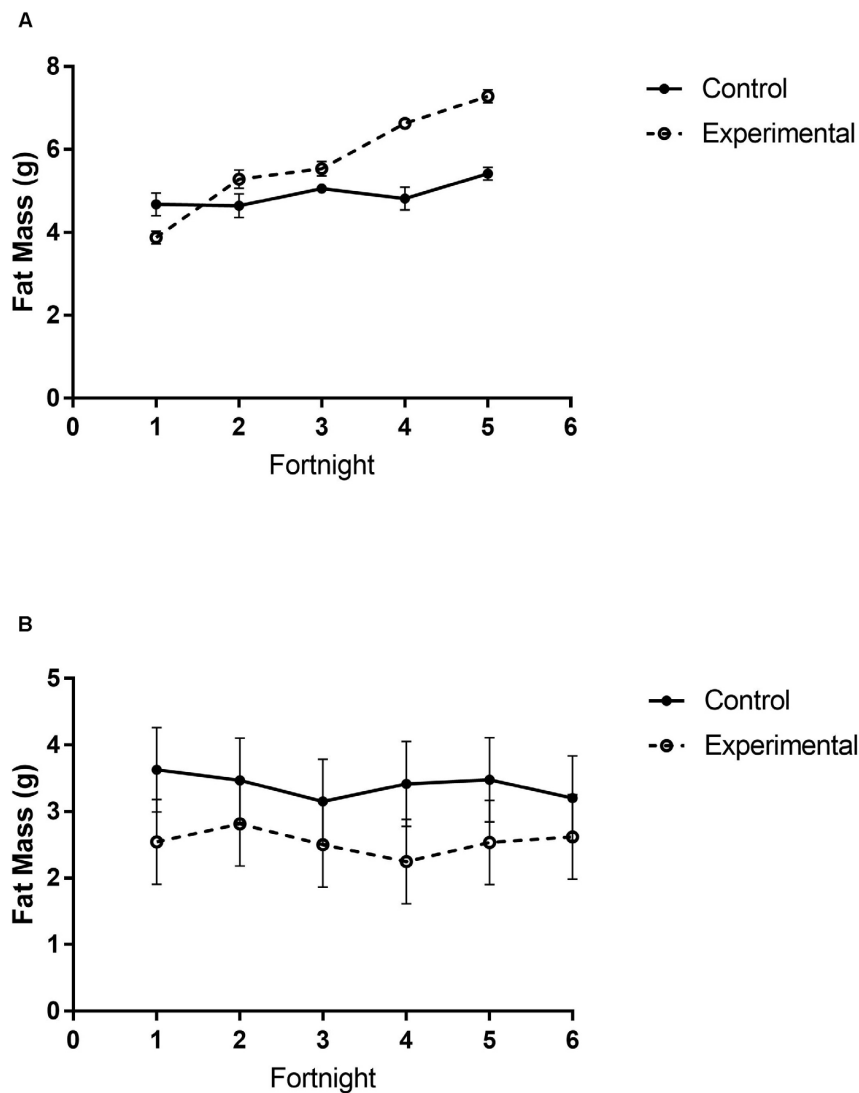 A
Fat Mass (g)
8
6
4
2
0
0 1 2 3 4 5 6
Fortnight
Control
Experimental
B
Fat Mass (g)
5
4
3
2
1
0
0 1 2 3 4 5 6
Fortnight
Control
Experimental